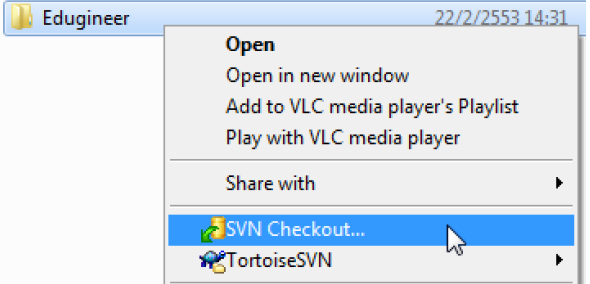 Edugineer 22/2/2553 14:31
Open
Open in new window
Add to VLC media player's Playlist
Play with VLC media player
Share with
SVN Checkout...
TortoiseSVN